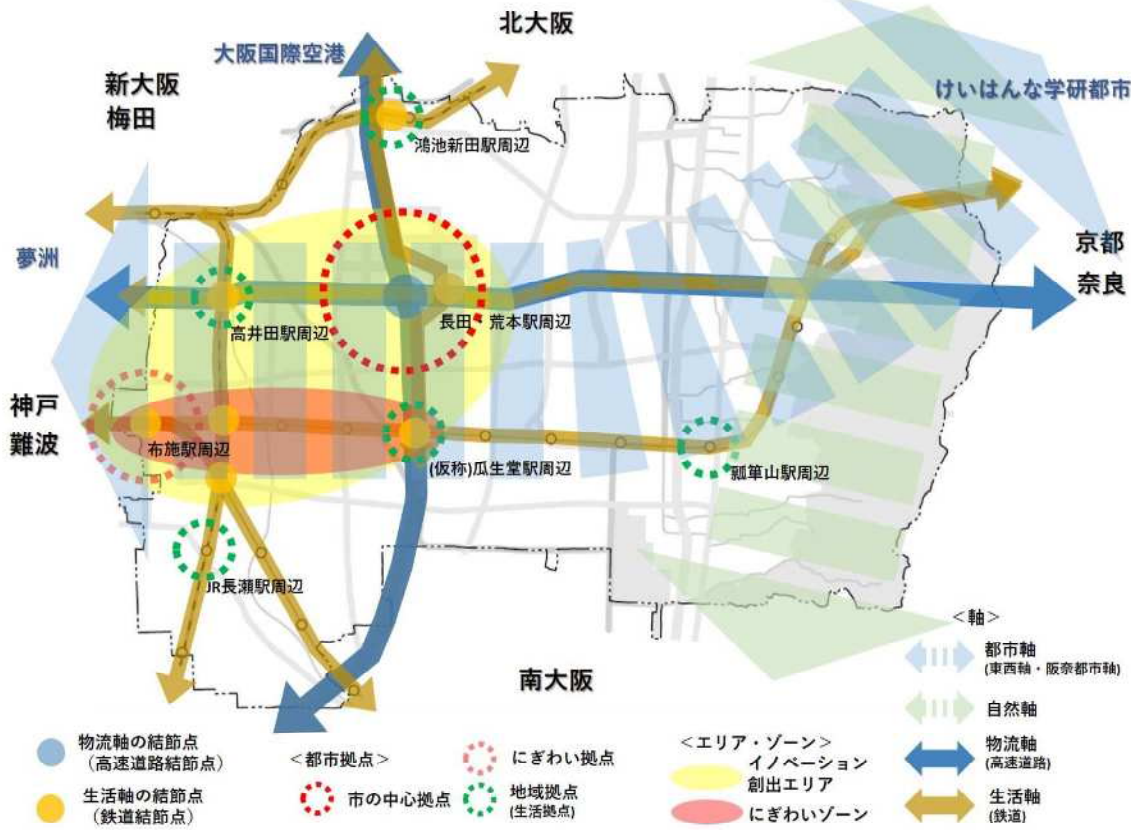 北大阪
大阪国際空港
新大阪
梅田
けいはんな学研都市
鴻池新田駅周辺
夢洲
京都
奈良
高井田駅周辺
長田・荒本駅周辺
神戸
難波
布施駅周辺
(仮称)瓜生堂駅周辺
瓢箪山駅周辺
JR長瀬駅周辺
南大阪
＜軸＞
都市軸
(東西軸・阪奈都市軸)
自然軸
物流軸
(高速道路)
生活軸
(鉄道)
物流軸の結節点
（高速道路結節点）
生活軸の結節点
（鉄道結節点）
＜都市拠点＞
市の中心拠点
にぎわい拠点
地域拠点
(生活拠点)
＜エリア・ゾーン＞
イノベーション
創出エリア
にぎわいゾーン